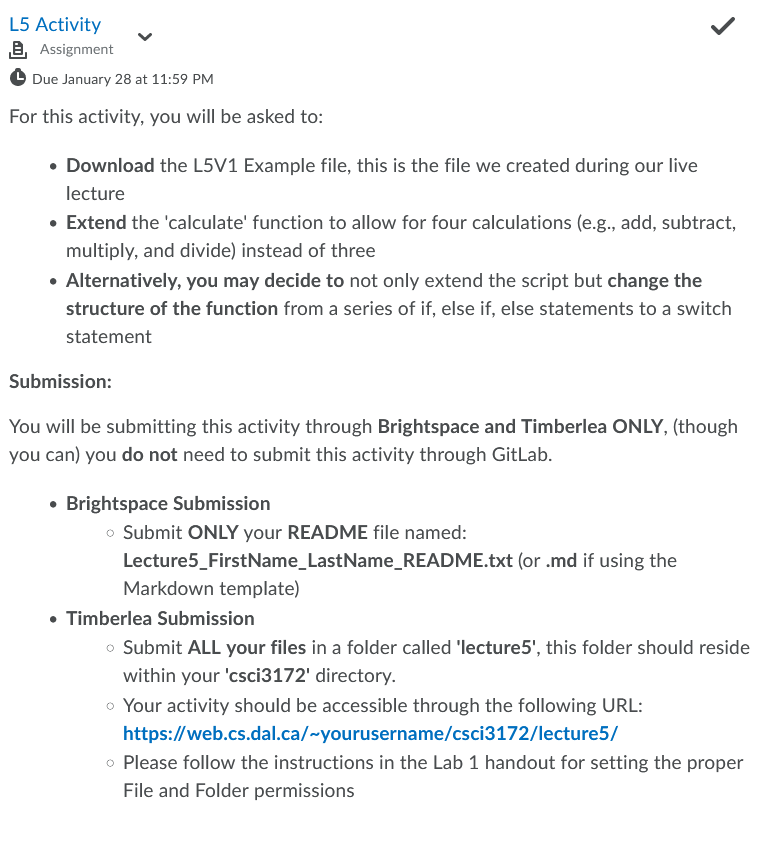 L5 Activity
Assignment
Due January 28 at 11:59 PM
For this activity, you will be asked to:
• Download the L5V1 Example file, this is the file we created during our live
lecture
• Extend the 'calculate' function to allow for four calculations (e.g., add, subtract,
multiply, and divide) instead of three
• Alternatively, you may decide to not only extend the script but change the
structure of the function from a series of if, else if, else statements to a switch
statement
Submission:
You will be submitting this activity through Brightspace and Timberlea ONLY, (though
you can) you do not need to submit this activity through GitLab.
• Brightspace Submission
◦ Submit ONLY your README file named:
Lecture5_FirstName_LastName_README.txt (or .md if using the
Markdown template)
• Timberlea Submission
◦ Submit ALL your files in a folder called 'lecture5', this folder should reside
within your 'csci3172' directory.
◦ Your activity should be accessible through the following URL:
https://web.cs.dal.ca/~yourusername/csci3172/lecture5/
◦ Please follow the instructions in the Lab 1 handout for setting the proper
File and Folder permissions